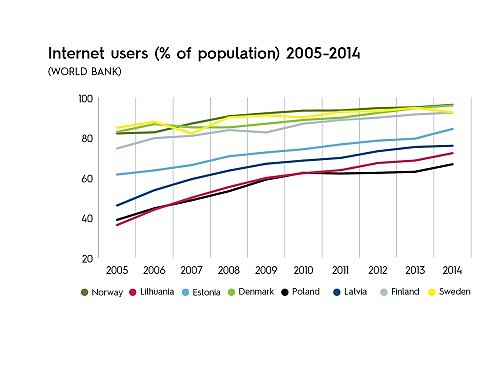 Internet users (% of population) 2005-2014
(WORLD BANK)
100
80
60
40
20
2005 2006 2007 2008 2009 2010 2011 2012 2013 2014
Norway Lihuania Estonia Denmark Poland Latvia Finland Sweden